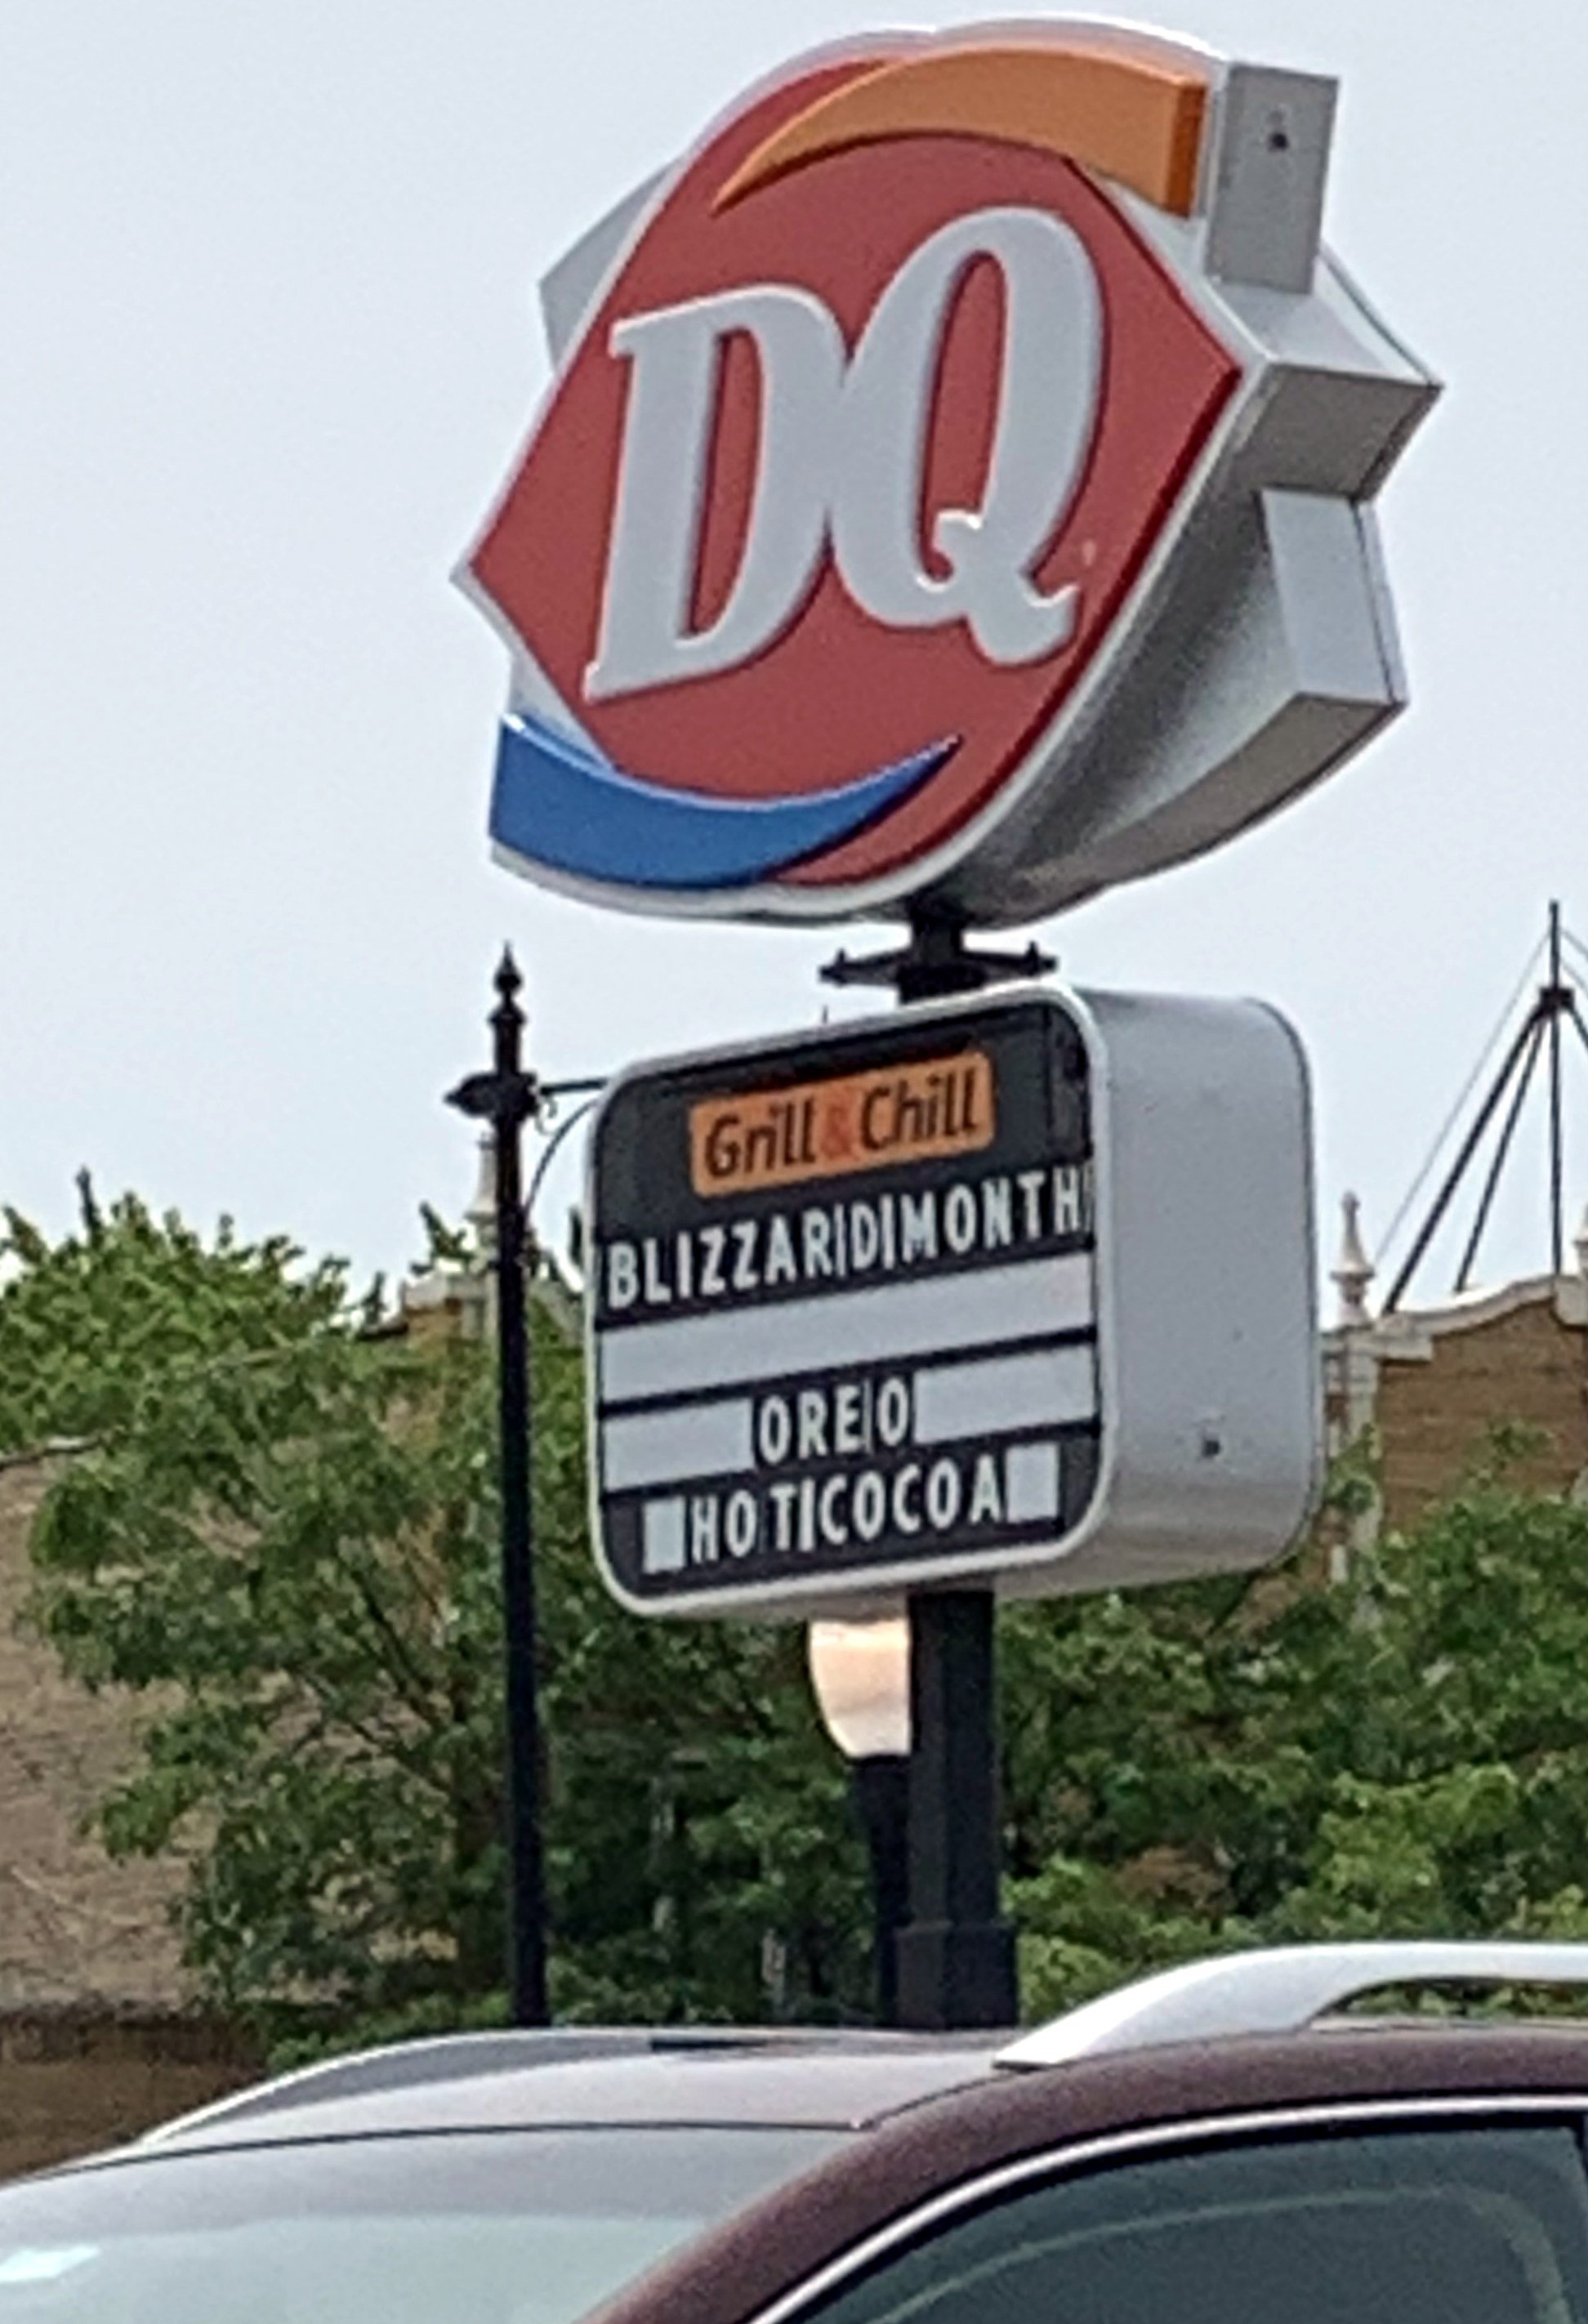 DQ
Grill & Chill
BLIZZARD MONTH
OREO
HOT COCOA